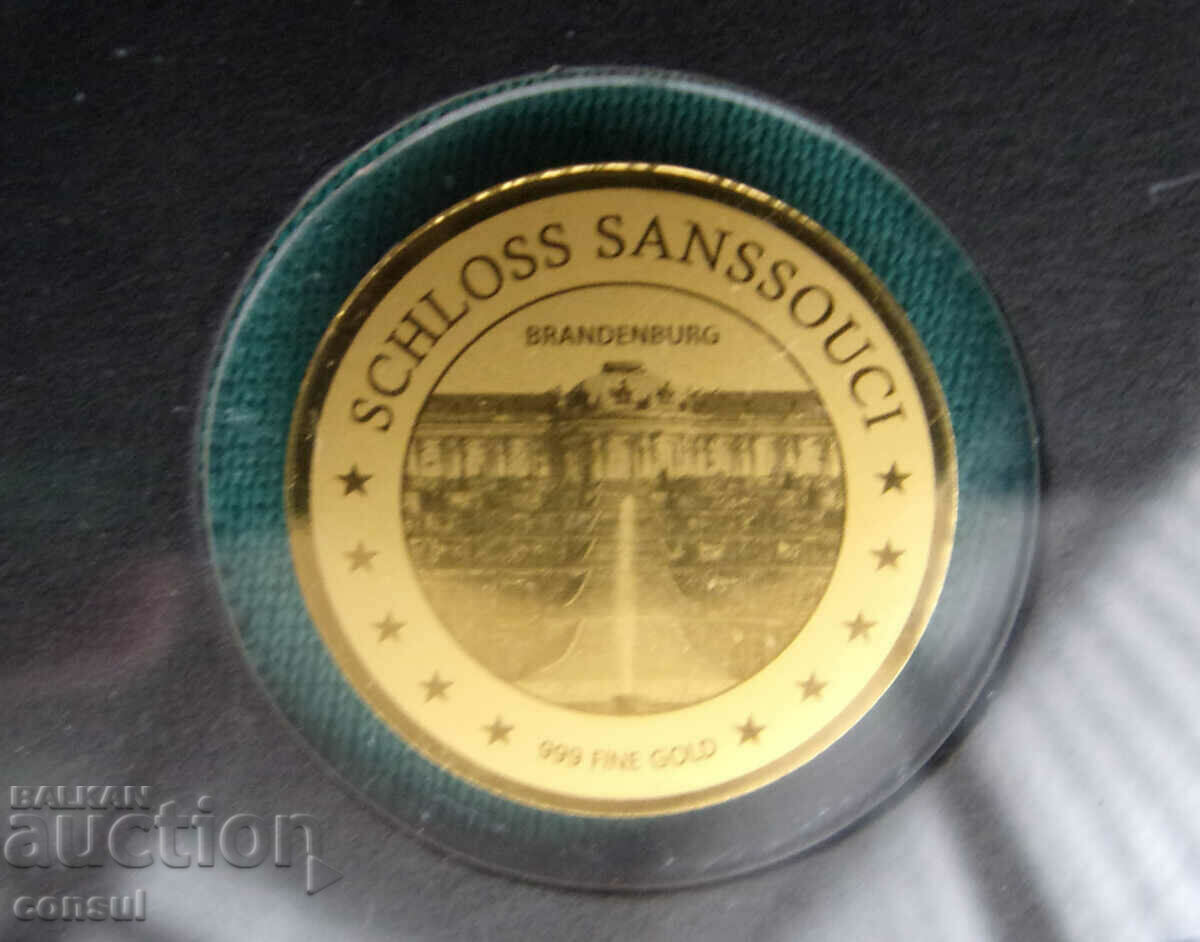 SCHLOSS SANSSOUCI
BRANDENBURG
999 FINE GOLD
BALKAN
auction
consul